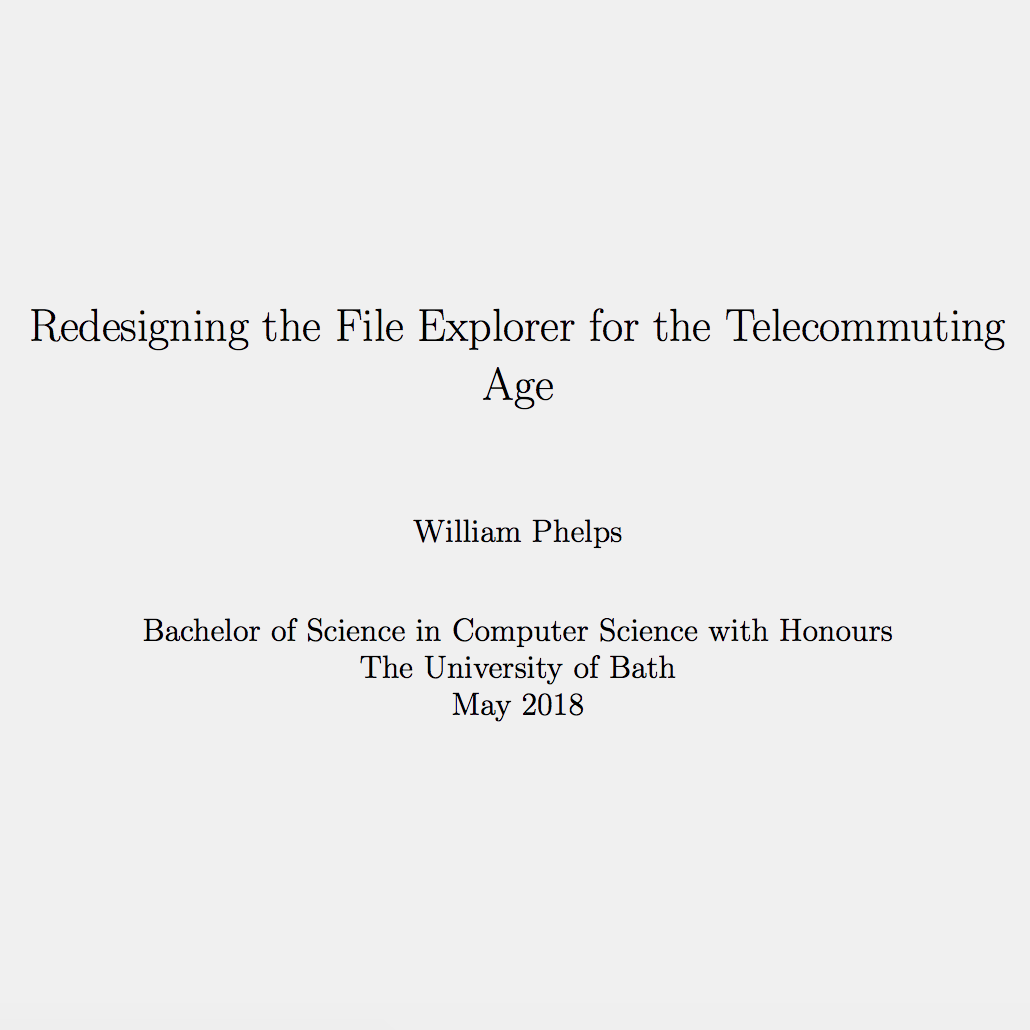 Redesigning the File Explorer for the Telecommuting
Age
William Phelps
Bachelor of Science in Computer Science with Honours
The University of Bath
May 2018